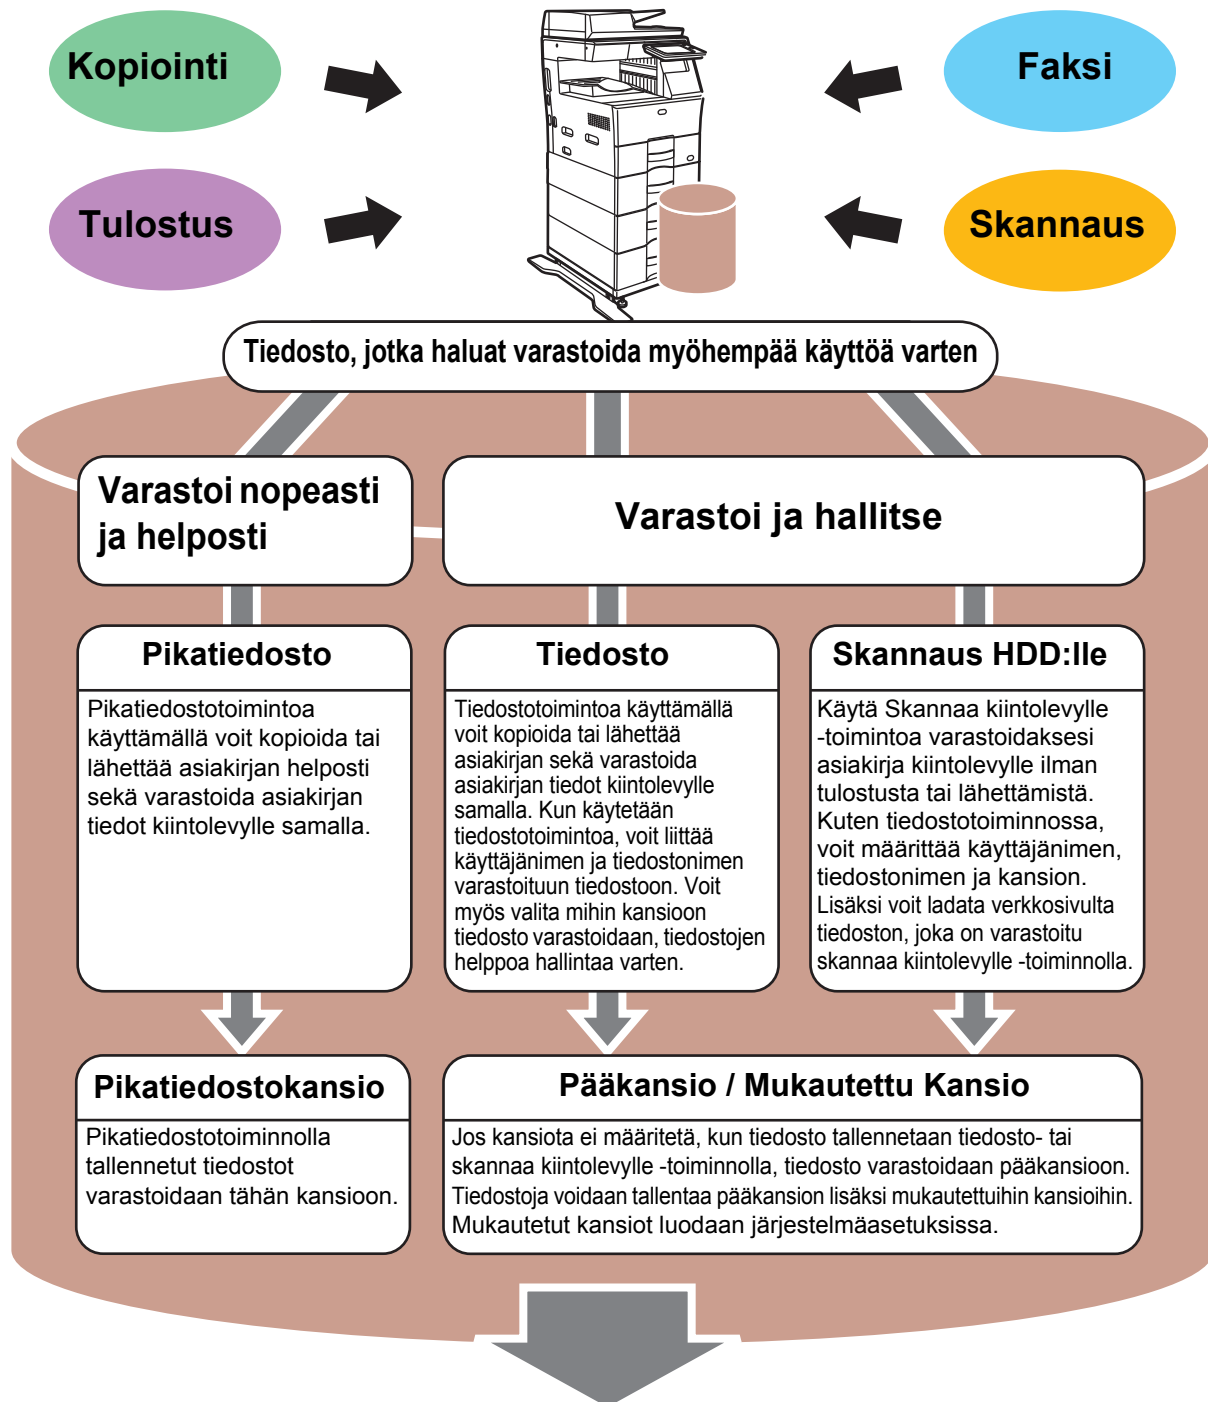 Kopiointi
Faksi
Tulostus
Skannaus
Tiedosto, jotka haluat varastoida myöhempää käyttöä varten
Varastoi nopeasti
ja helposti
Varastoi ja hallitse
Pikatiedosto
Pikatiedostotoimintoa
käyttämällä voit kopioida tai
lähettää asiakirjan helposti
sekä varastoida asiakirjan
tiedot kiintolevylle samalla.
Tiedosto
Tiedostotoimintoa käyttämällä
voit kopioida tai lähettää
asiakirjan sekä varastoida
asiakirjan tiedot kiintolevylle
samalla. Kun käytetään
tiedostotoimintoa, voit liittää
käyttäjänimen ja tiedostonimen
varastoituun tiedostoon. Voit
myös valita mihin kansioon
tiedosto varastoidaan, tiedostojen
helppoa hallintaa varten.
Skannaus HDD:lle
Käytä Skannaa kiintolevylle
-toimintoa varastoidaksesi
asiakirja kiintolevylle ilman
tulostusta tai lähettämistä.
Kuten tiedostotoiminnossa,
voit määrittää käyttäjänimen,
tiedostonimen ja kansion.
Lisäksi voit ladata verkkosivulta
tiedoston, joka on varastoitu
skannaa kiintolevylle -toiminnolla.
Pikatiedostokansio
Pikatiedostotoiminnolla
tallennetut tiedostot
varastoidaan tähän kansioon.
Pääkansio / Mukautettu Kansio
Jos kansiota ei määritetä, kun tiedosto tallennetaan tiedosto- tai
skannaa kiintolevylle -toiminnolla, tiedosto varastoidaan pääkansioon.
Tiedostoja voidaan tallentaa pääkansion lisäksi mukautettuihin kansioihin.
Mukautetut kansiot luodaan järjestelmäasetuksissa.